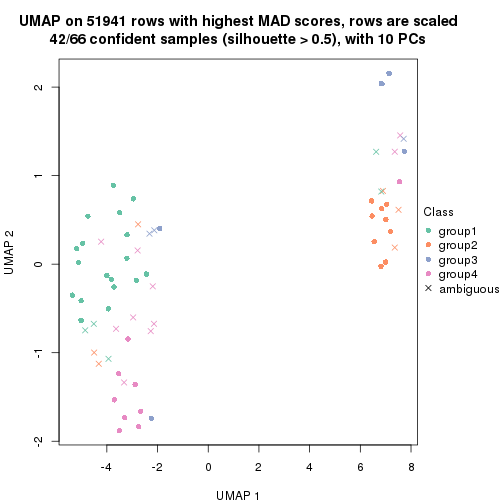 UMAP on 51941 rows with highest MAD scores, rows are scaled
42/66 confident samples (silhouette > 0.5), with 10 PCs
UMAP 2
2
1
0
-1
-2
-4
-2
0
2
4
6
8
UMAP 1
Class
group1
group2
group3
group4
ambiguous